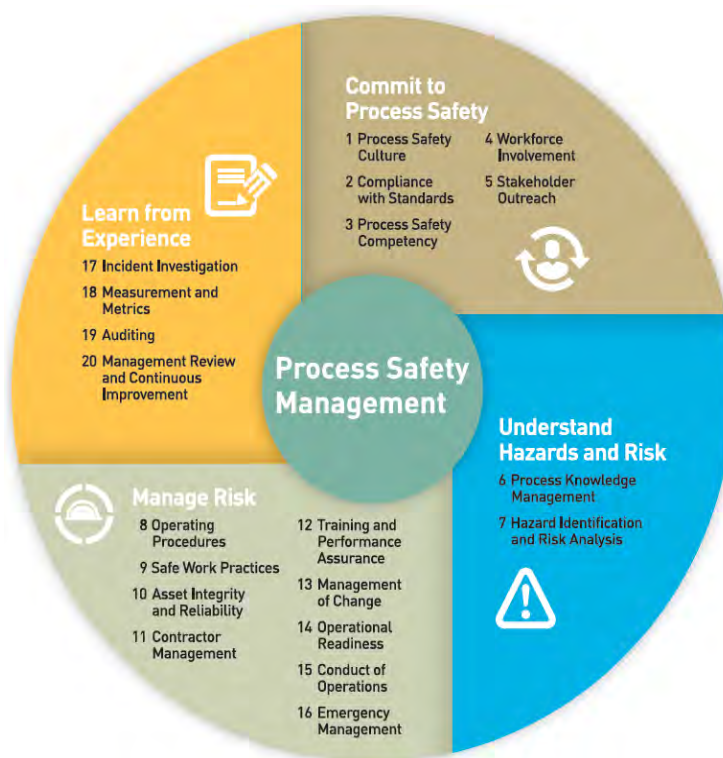 Commit to
Process Safety
1 Process Safety
Culture
2 Compliance
with Standards
3 Process Safety
Competency
4 Workforce
Involvement
5 Stakeholder
Outreach
Learn from
Experience
17 Incident Investigation
18 Measurement and
Metrics
19 Auditing
20 Management Review
and Continuous
Improvement
Process Safety
Management
Understand
Hazards and Risk
6 Process Knowledge
Management
7 Hazard Identification
and Risk Analysis
Manage Risk
8 Operating
Procedures
9 Safe Work Practices
10 Asset Integrity
and Reliability
11 Contractor
Management
12 Training and
Performance
Assurance
13 Management
of Change
14 Operational
Readiness
15 Conduct of
Operations
16 Emergency
Management